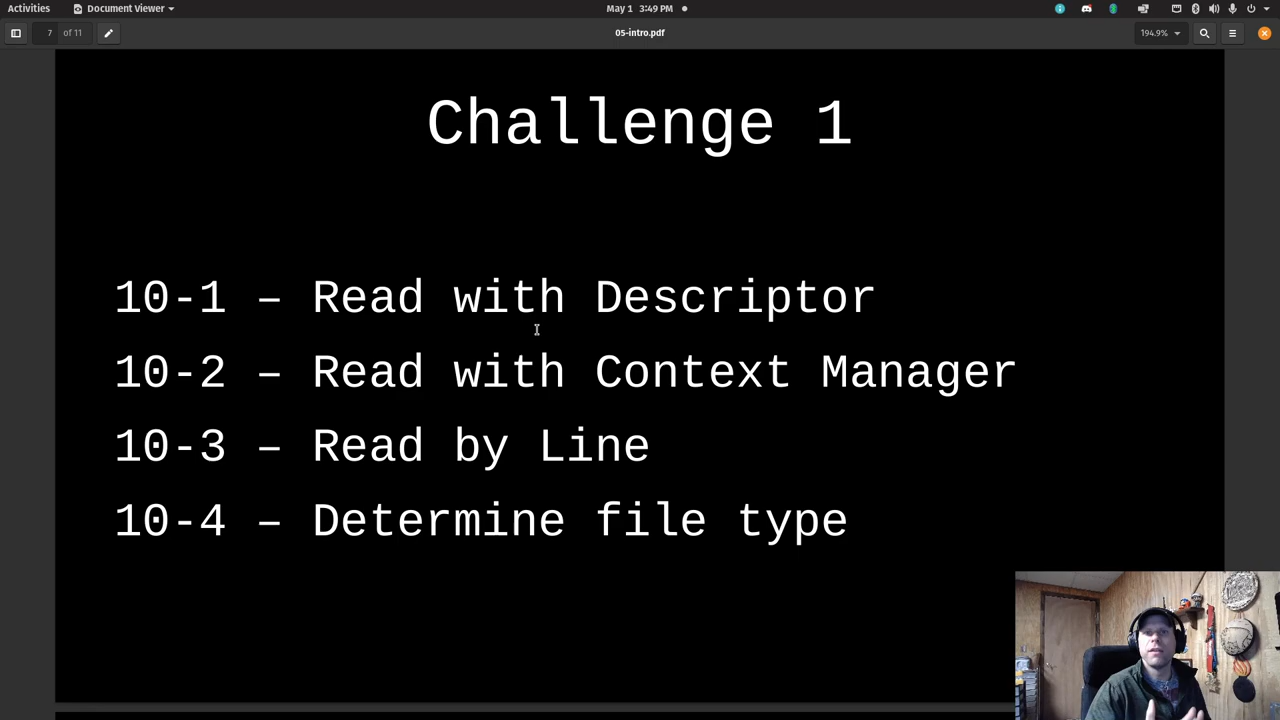 Activities
Document Viewer
May 1 3:49 PM
7 of 11
05-intro.pdf
194.9%
Challenge 1
10-1 – Read with Descriptor
10-2 – Read with Context Manager
10-3 – Read by Line
10-4 – Determine file type